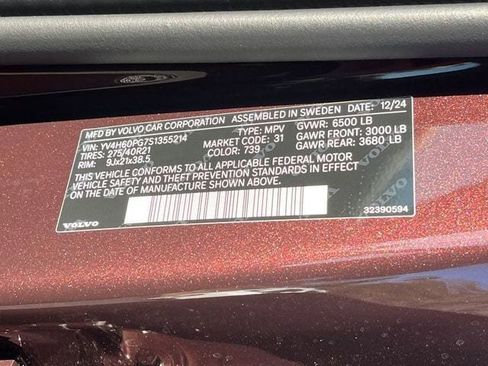 MFD BY VOLVO CAR CORPORATION ASSEMBLED IN SWEDEN 12/24
VIN: YV4H60PG7S1355214 TYPE: MPV GVWR: 6500 LB
TIRES: 275/40R21 MARKET CODE: 31 GAWR FRONT: 3000 LB
RIM: 9Jx21x38.5 COLOR: 739 GAWR REAR: 3680 LB
THIS VEHICLE CONFORMS TO ALL APPLICABLE FEDERAL MOTOR
VEHICLE SAFETY AND THEFT PREVENTION STANDARDS IN EFFECT
ON THE DATE OF MANUFACTURE SHOWN ABOVE.
VOLVO 32390594